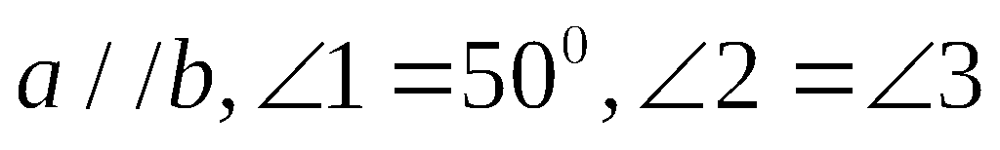 a / / b, ∠1 = 50⁰, ∠2 = ∠3